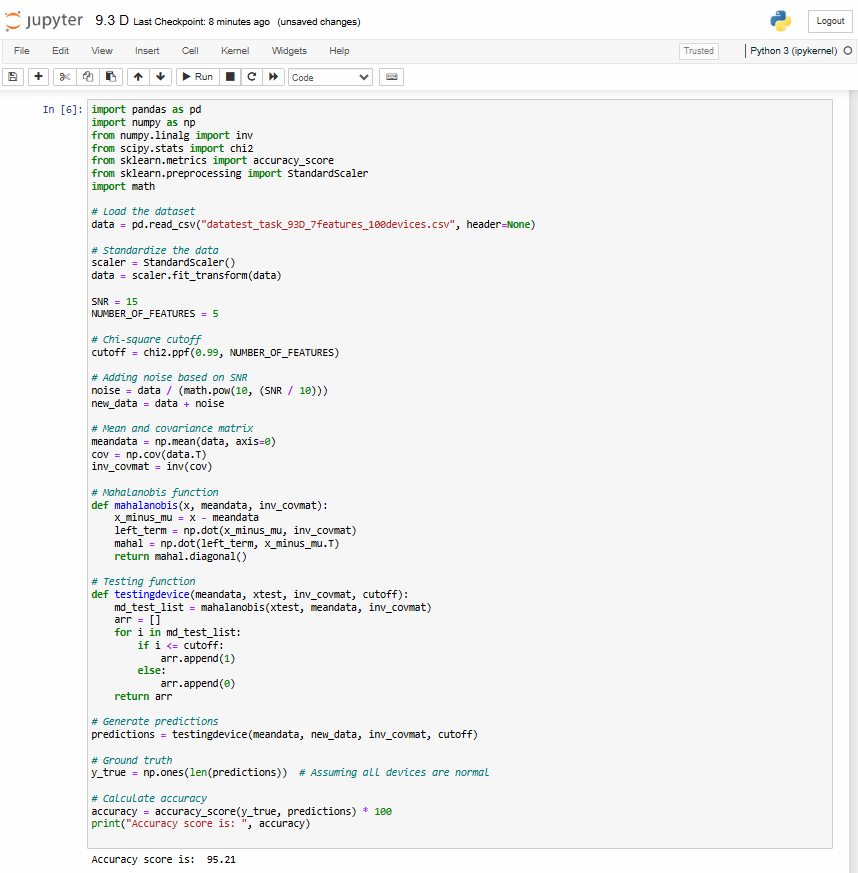 jupyter 9.3 D Last Checkpoint: 8 minutes ago (unsaved changes)
Logout
File Edit View Insert Cell Kernel Widgets Help
Trusted
Python 3 (ipykernel)
Run
Code
In [6]:
import pandas as pd
import numpy as np
from numpy.linalg import inv
from scipy.stats import chi2
from sklearn.metrics import accuracy_score
from sklearn.preprocessing import StandardScaler
import math

# Load the dataset
data = pd.read_csv("datatest_task_93D_7features_100devices.csv", header=None)

# Standardize the data
scaler = StandardScaler()
data = scaler.fit_transform(data)

SNR = 15
NUMBER_OF_FEATURES = 5

# Chi-square cutoff
cutoff = chi2.ppf(0.99, NUMBER_OF_FEATURES)

# Adding noise based on SNR
noise = data / (math.pow(10, (SNR / 10)))
new_data = data + noise

# Mean and covariance matrix
meandata = np.mean(data, axis=0)
cov = np.cov(data.T)
inv_covmat = inv(cov)

# Mahalanobis function
def mahalanobis(x, meandata, inv_covmat):
    x_minus_mu = x - meandata
    left_term = np.dot(x_minus_mu, inv_covmat)
    mahal = np.dot(left_term, x_minus_mu.T)
    return mahal.diagonal()

# Testing function
def testingdevice(meandata, xtest, inv_covmat, cutoff):
    md_test_list = mahalanobis(xtest, meandata, inv_covmat)
    arr = []
    for i in md_test_list:
        if i <= cutoff:
            arr.append(1)
        else:
            arr.append(0)
    return arr

# Generate predictions
predictions = testingdevice(meandata, new_data, inv_covmat, cutoff)

# Ground truth
y_true = np.ones(len(predictions))  # Assuming all devices are normal

# Calculate accuracy
accuracy = accuracy_score(y_true, predictions) * 100
print("Accuracy score is: ", accuracy)

Accuracy score is:  95.21